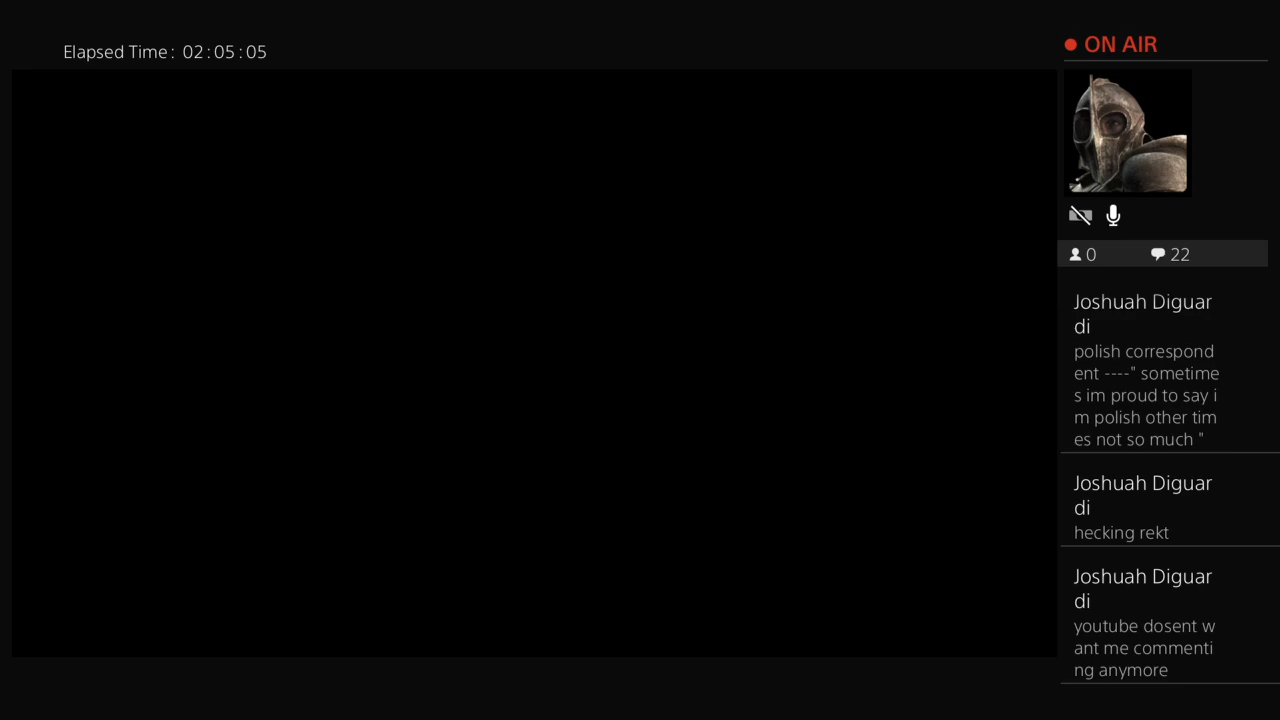 Elapsed Time: 02:05:05
ON AIR
0 22
Joshuah Diguar
di
polish correspond
ent ----" sometime
s im proud to say i
m polish other tim
es not so much "
Joshuah Diguar
di
hecking rekt
Joshuah Diguar
di
youtube dosent w
ant me commenti
ng anymore